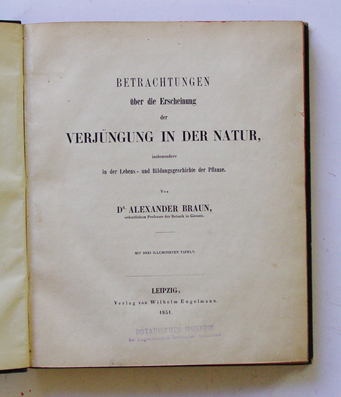 BETRACHTUNGEN
über die Erscheinung
der
VERJÜNGUNG IN DER NATUR,
insbesondere
in der Lebens- und Bildungsgeschichte der Pflanze.
Von
Dr ALEXANDER BRAUN,
ordentlichem Professor der Botanik in Giessen.
MIT DREI ILLUMINIRTEN TAFELN.
LEIPZIG,
Verlag von Wilhelm Engelmann.
1851.
BOTANISCHES